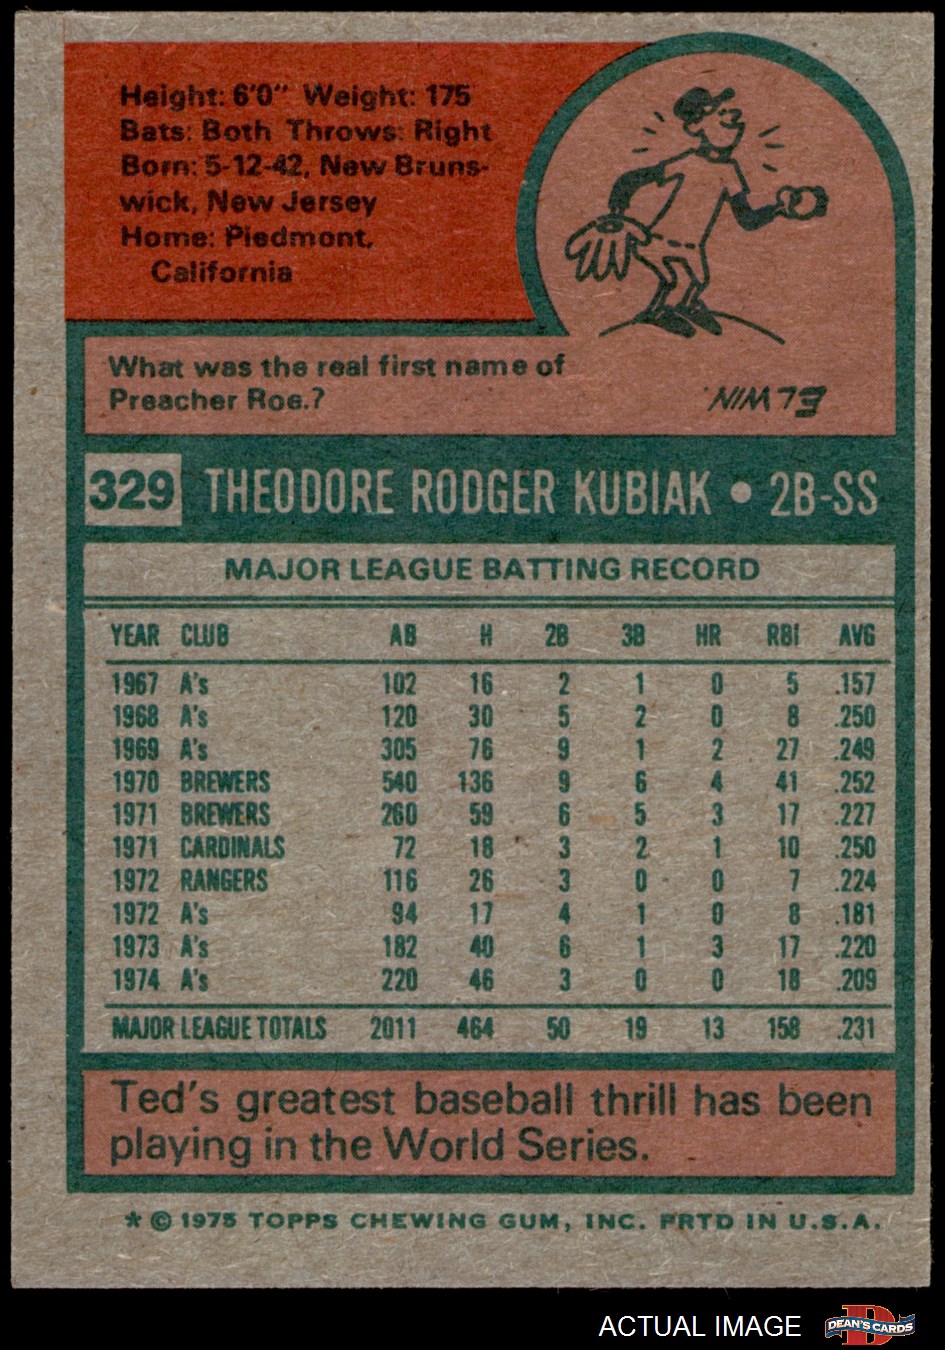 Height: 6'0" Weight: 175
Bats: Both Throws: Right
Born: 5-12-42, New Bruns-
wick, New Jersey
Home: Piedmont,
California
What was the real first name of
Preacher Roe.?
ELWIN.
329 THEODORE RODGER KUBIAK • 2B-SS
MAJOR LEAGUE BATTING RECORD
YEAR CLUB AB H 2B 3B HR RBI AVG
1967 A's 102 16 2 1 0 5 .157
1968 A's 120 30 5 2 0 8 .250
1969 A's 305 76 9 1 2 27 .249
1970 BREWERS 540 136 9 6 4 41 .252
1971 BREWERS 260 59 6 5 3 17 .227
1971 CARDINALS 72 18 3 2 1 10 .250
1972 RANGERS 116 26 3 0 0 7 .224
1972 A's 94 17 4 1 0 8 .181
1973 A's 182 40 6 1 3 17 .220
1974 A's 220 46 3 0 0 18 .209
MAJOR LEAGUE TOTALS 2011 464 50 19 13 158 .231
Ted's greatest baseball thrill has been
playing in the World Series.
* © 1975 TOPPS CHEWING GUM, INC. PRTD IN U.S.A.
ACTUAL IMAGE DEAN'S CARDS